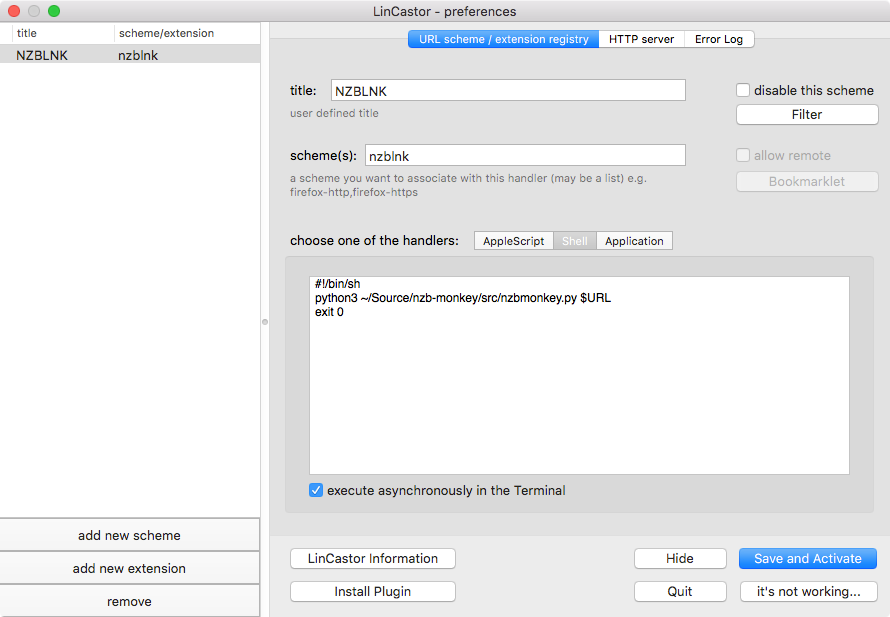 LinCastor - preferences
title scheme/extension
NZBLNK nzblnk
URL scheme / extension registry HTTP server Error Log
title: NZBLNK
user defined title
disable this scheme
Filter
scheme(s): nzblnk
a scheme you want to associate with this handler (may be a list) e.g.
firefox-http,firefox-https
allow remote
Bookmarklet
choose one of the handlers: AppleScript Shell Application
#!/bin/sh
python3 ~/Source/nzb-monkey/src/nzbmonkey.py $URL
exit 0
execute asynchronously in the Terminal
add new scheme
add new extension
remove
LinCastor Information Hide Save and Activate
Install Plugin Quit it's not working...